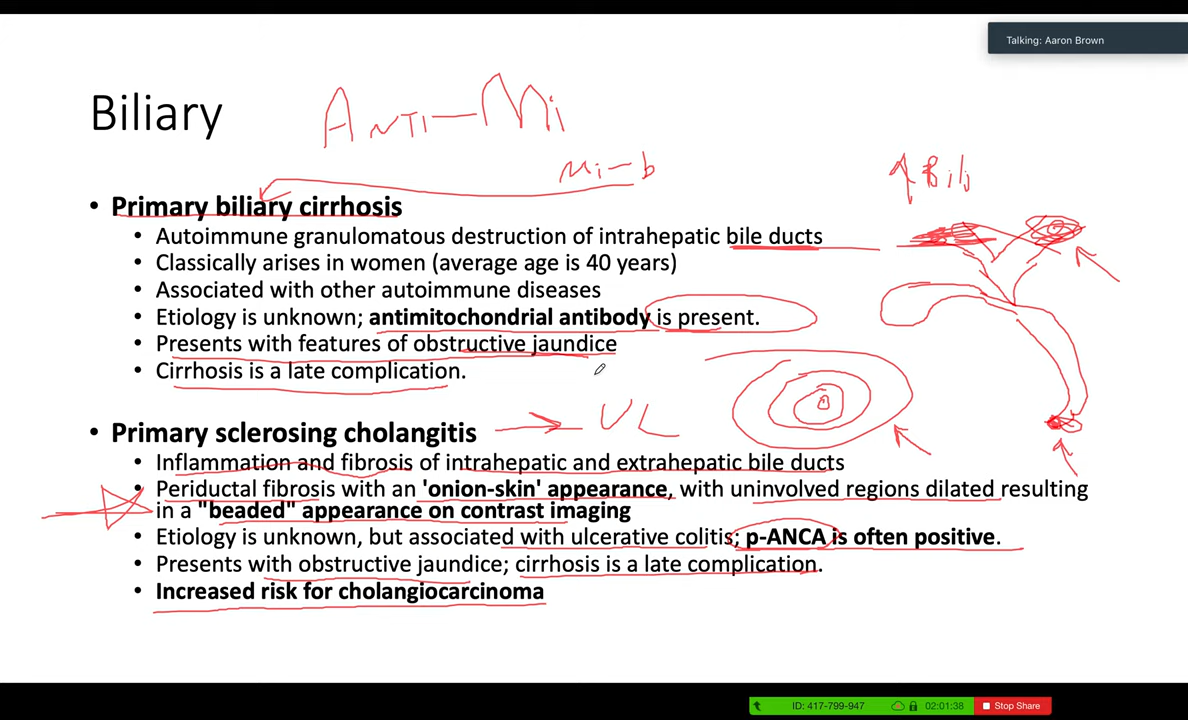 Talking: Aaron Brown
Biliary
ANTI-Mi
Mi-b
↑Bili
• Primary biliary cirrhosis
• Autoimmune granulomatous destruction of intrahepatic bile ducts
• Classically arises in women (average age is 40 years)
• Associated with other autoimmune diseases
• Etiology is unknown; antimitochondrial antibody is present.
• Presents with features of obstructive jaundice
• Cirrhosis is a late complication.
• Primary sclerosing cholangitis
→ UC
• Inflammation and fibrosis of intrahepatic and extrahepatic bile ducts
• Periductal fibrosis with an 'onion-skin' appearance, with uninvolved regions dilated resulting
in a "beaded" appearance on contrast imaging
• Etiology is unknown, but associated with ulcerative colitis; p-ANCA is often positive.
• Presents with obstructive jaundice; cirrhosis is a late complication.
• Increased risk for cholangiocarcinoma
ID: 417-799-947
02:01:38
Stop Share